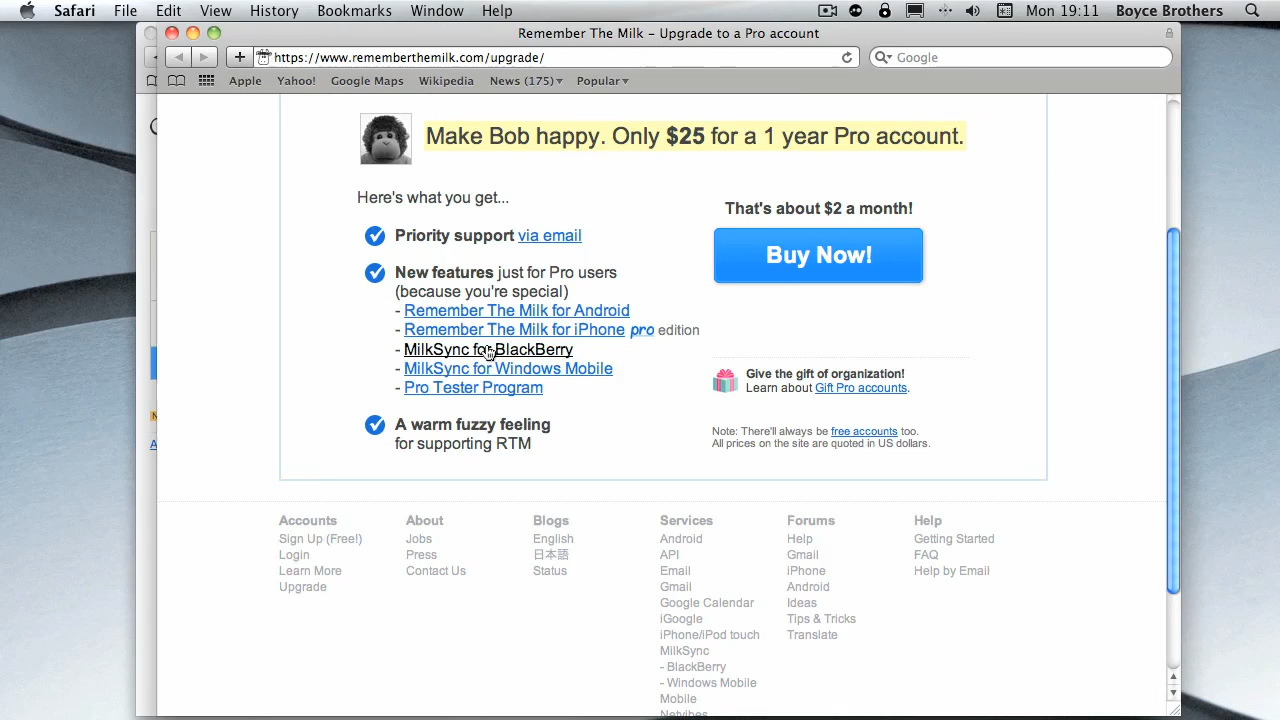 Safari File Edit View History Bookmarks Window Help Mon 19:11 Boyce Brothers
Remember The Milk – Upgrade to a Pro account
https://www.rememberthemilk.com/upgrade/ Google
Apple Yahoo! Google Maps Wikipedia News (175) Popular
Make Bob happy. Only $25 for a 1 year Pro account.
Here's what you get...
Priority support via email
New features just for Pro users
(because you're special)
- Remember The Milk for Android
- Remember The Milk for iPhone pro edition
- MilkSync for BlackBerry
- MilkSync for Windows Mobile
- Pro Tester Program
A warm fuzzy feeling
for supporting RTM
That's about $2 a month!
Buy Now!
Give the gift of organization!
Learn about Gift Pro accounts.
Note: There'll always be free accounts too.
All prices on the site are quoted in US dollars.
Accounts
Sign Up (Free!)
Login
Learn More
Upgrade
About
Jobs
Press
Contact Us
Blogs
English
日本語
Status
Services
Android
API
Email
Gmail
Google Calendar
iGoogle
iPhone/iPod touch
MilkSync
- BlackBerry
- Windows Mobile
Mobile
Netvibes
Forums
Help
Gmail
iPhone
Android
Ideas
Tips & Tricks
Translate
Help
Getting Started
FAQ
Help by Email